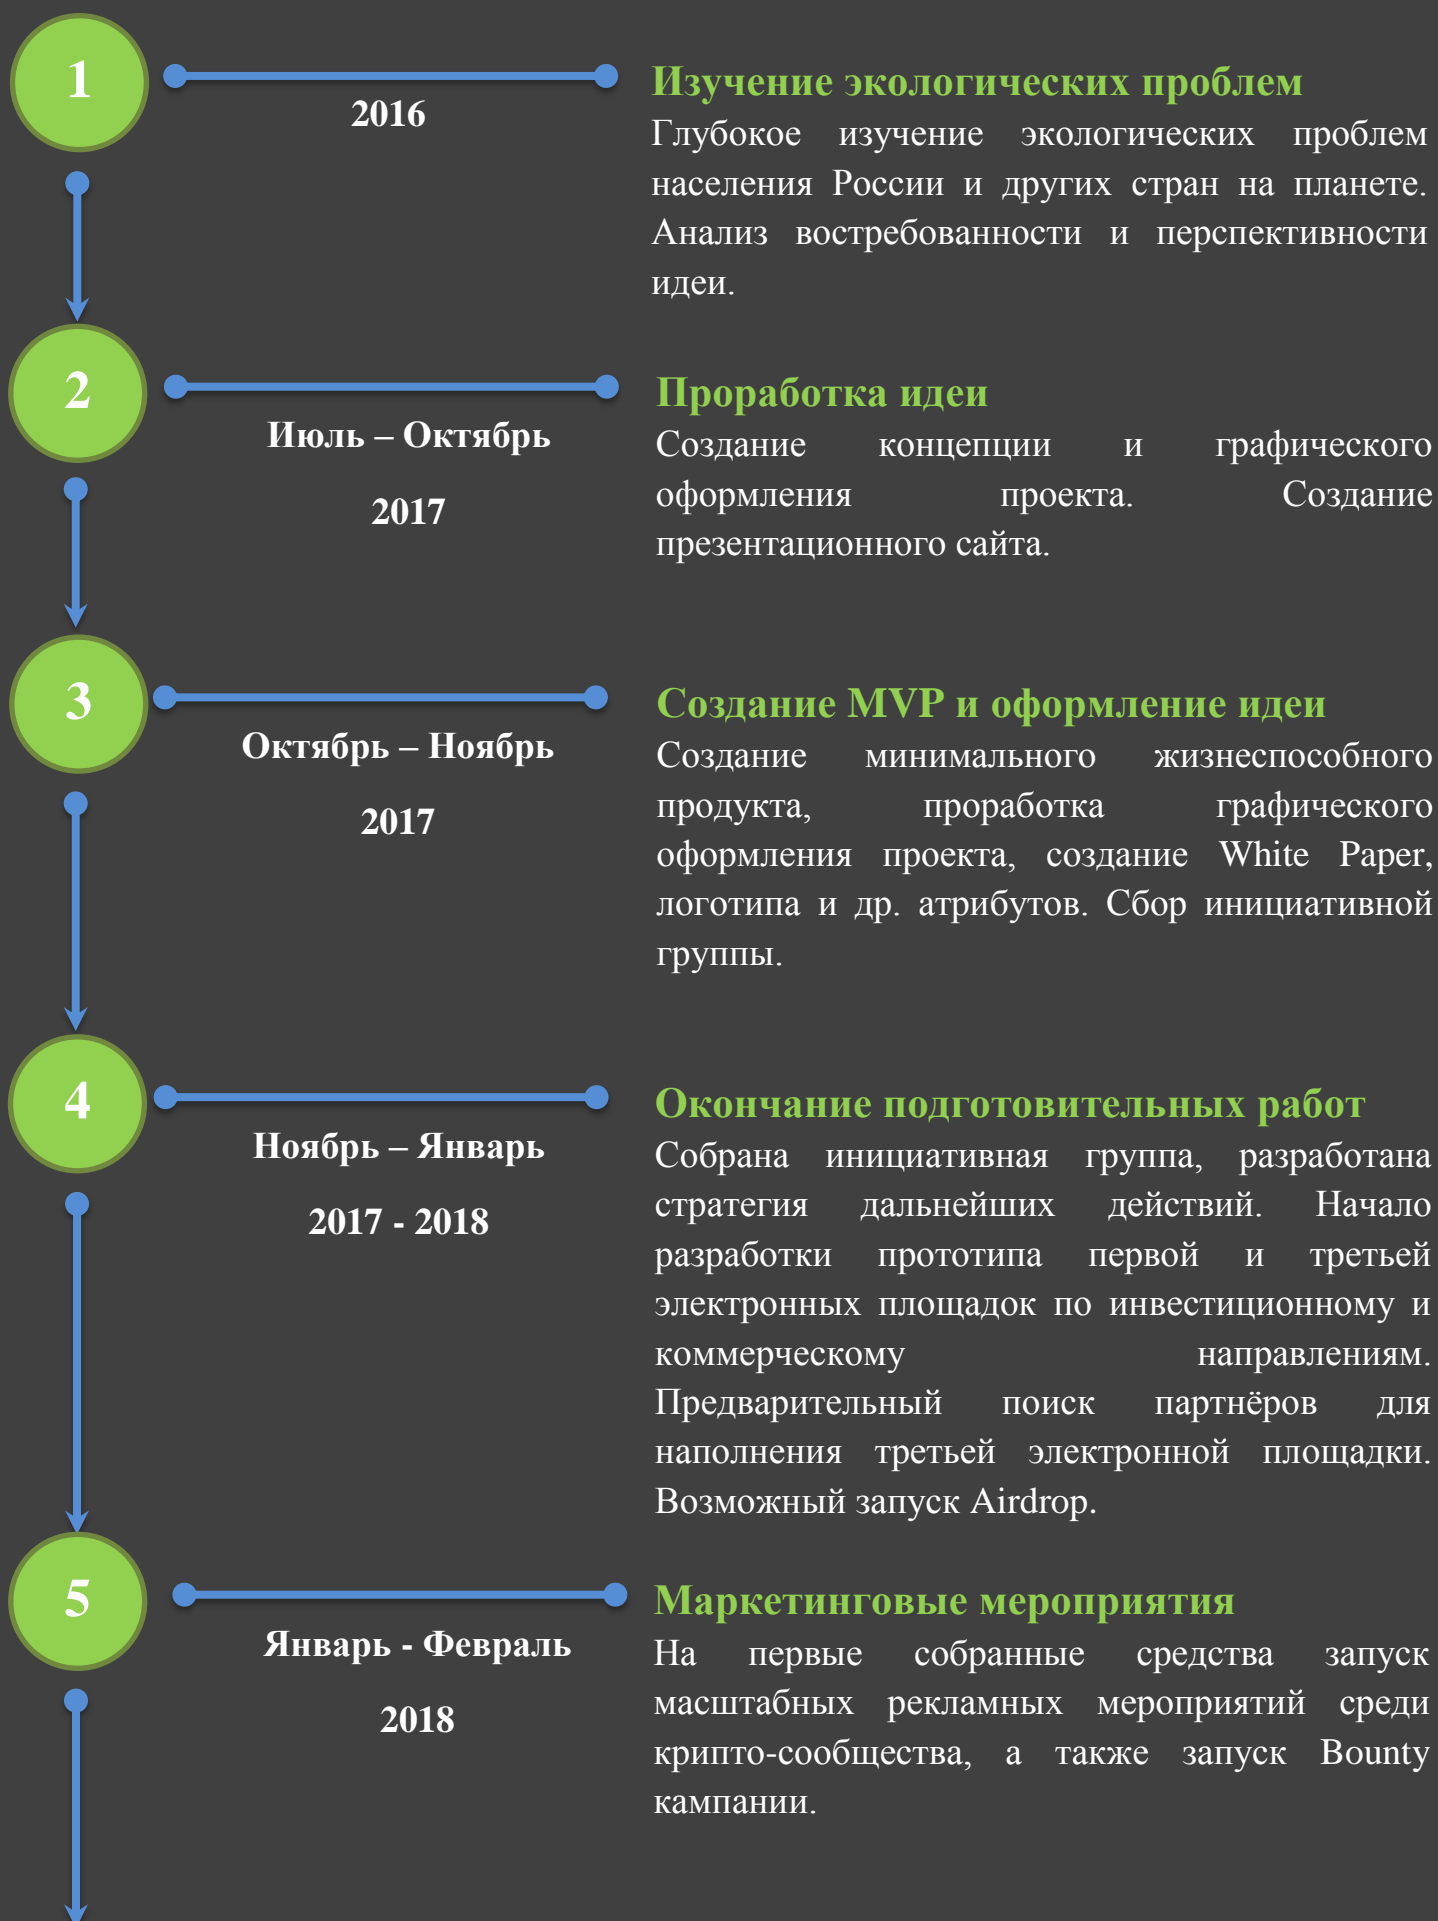 1
2016
Изучение экологических проблем
Глубокое изучение экологических проблем
населения России и других стран на планете.
Анализ востребованности и перспективности
идеи.
2
Июль – Октябрь
2017
Проработка идеи
Создание концепции и графического
оформления проекта. Создание
презентационного сайта.
3
Октябрь – Ноябрь
2017
Создание MVP и оформление идеи
Создание минимального жизнеспособного
продукта, проработка графического
оформления проекта, создание White Paper,
логотипа и др. атрибутов. Сбор инициативной
группы.
4
Ноябрь – Январь
2017 - 2018
Окончание подготовительных работ
Собрана инициативная группа, разработана
стратегия дальнейших действий. Начало
разработки прототипа первой и третьей
электронных площадок по инвестиционному и
коммерческому направлениям.
Предварительный поиск партнёров для
наполнения третьей электронной площадки.
Возможный запуск Airdrop.
5
Январь - Февраль
2018
Маркетинговые мероприятия
На первые собранные средства запуск
масштабных рекламных мероприятий среди
крипто-сообщества, а также запуск Bounty
кампании.